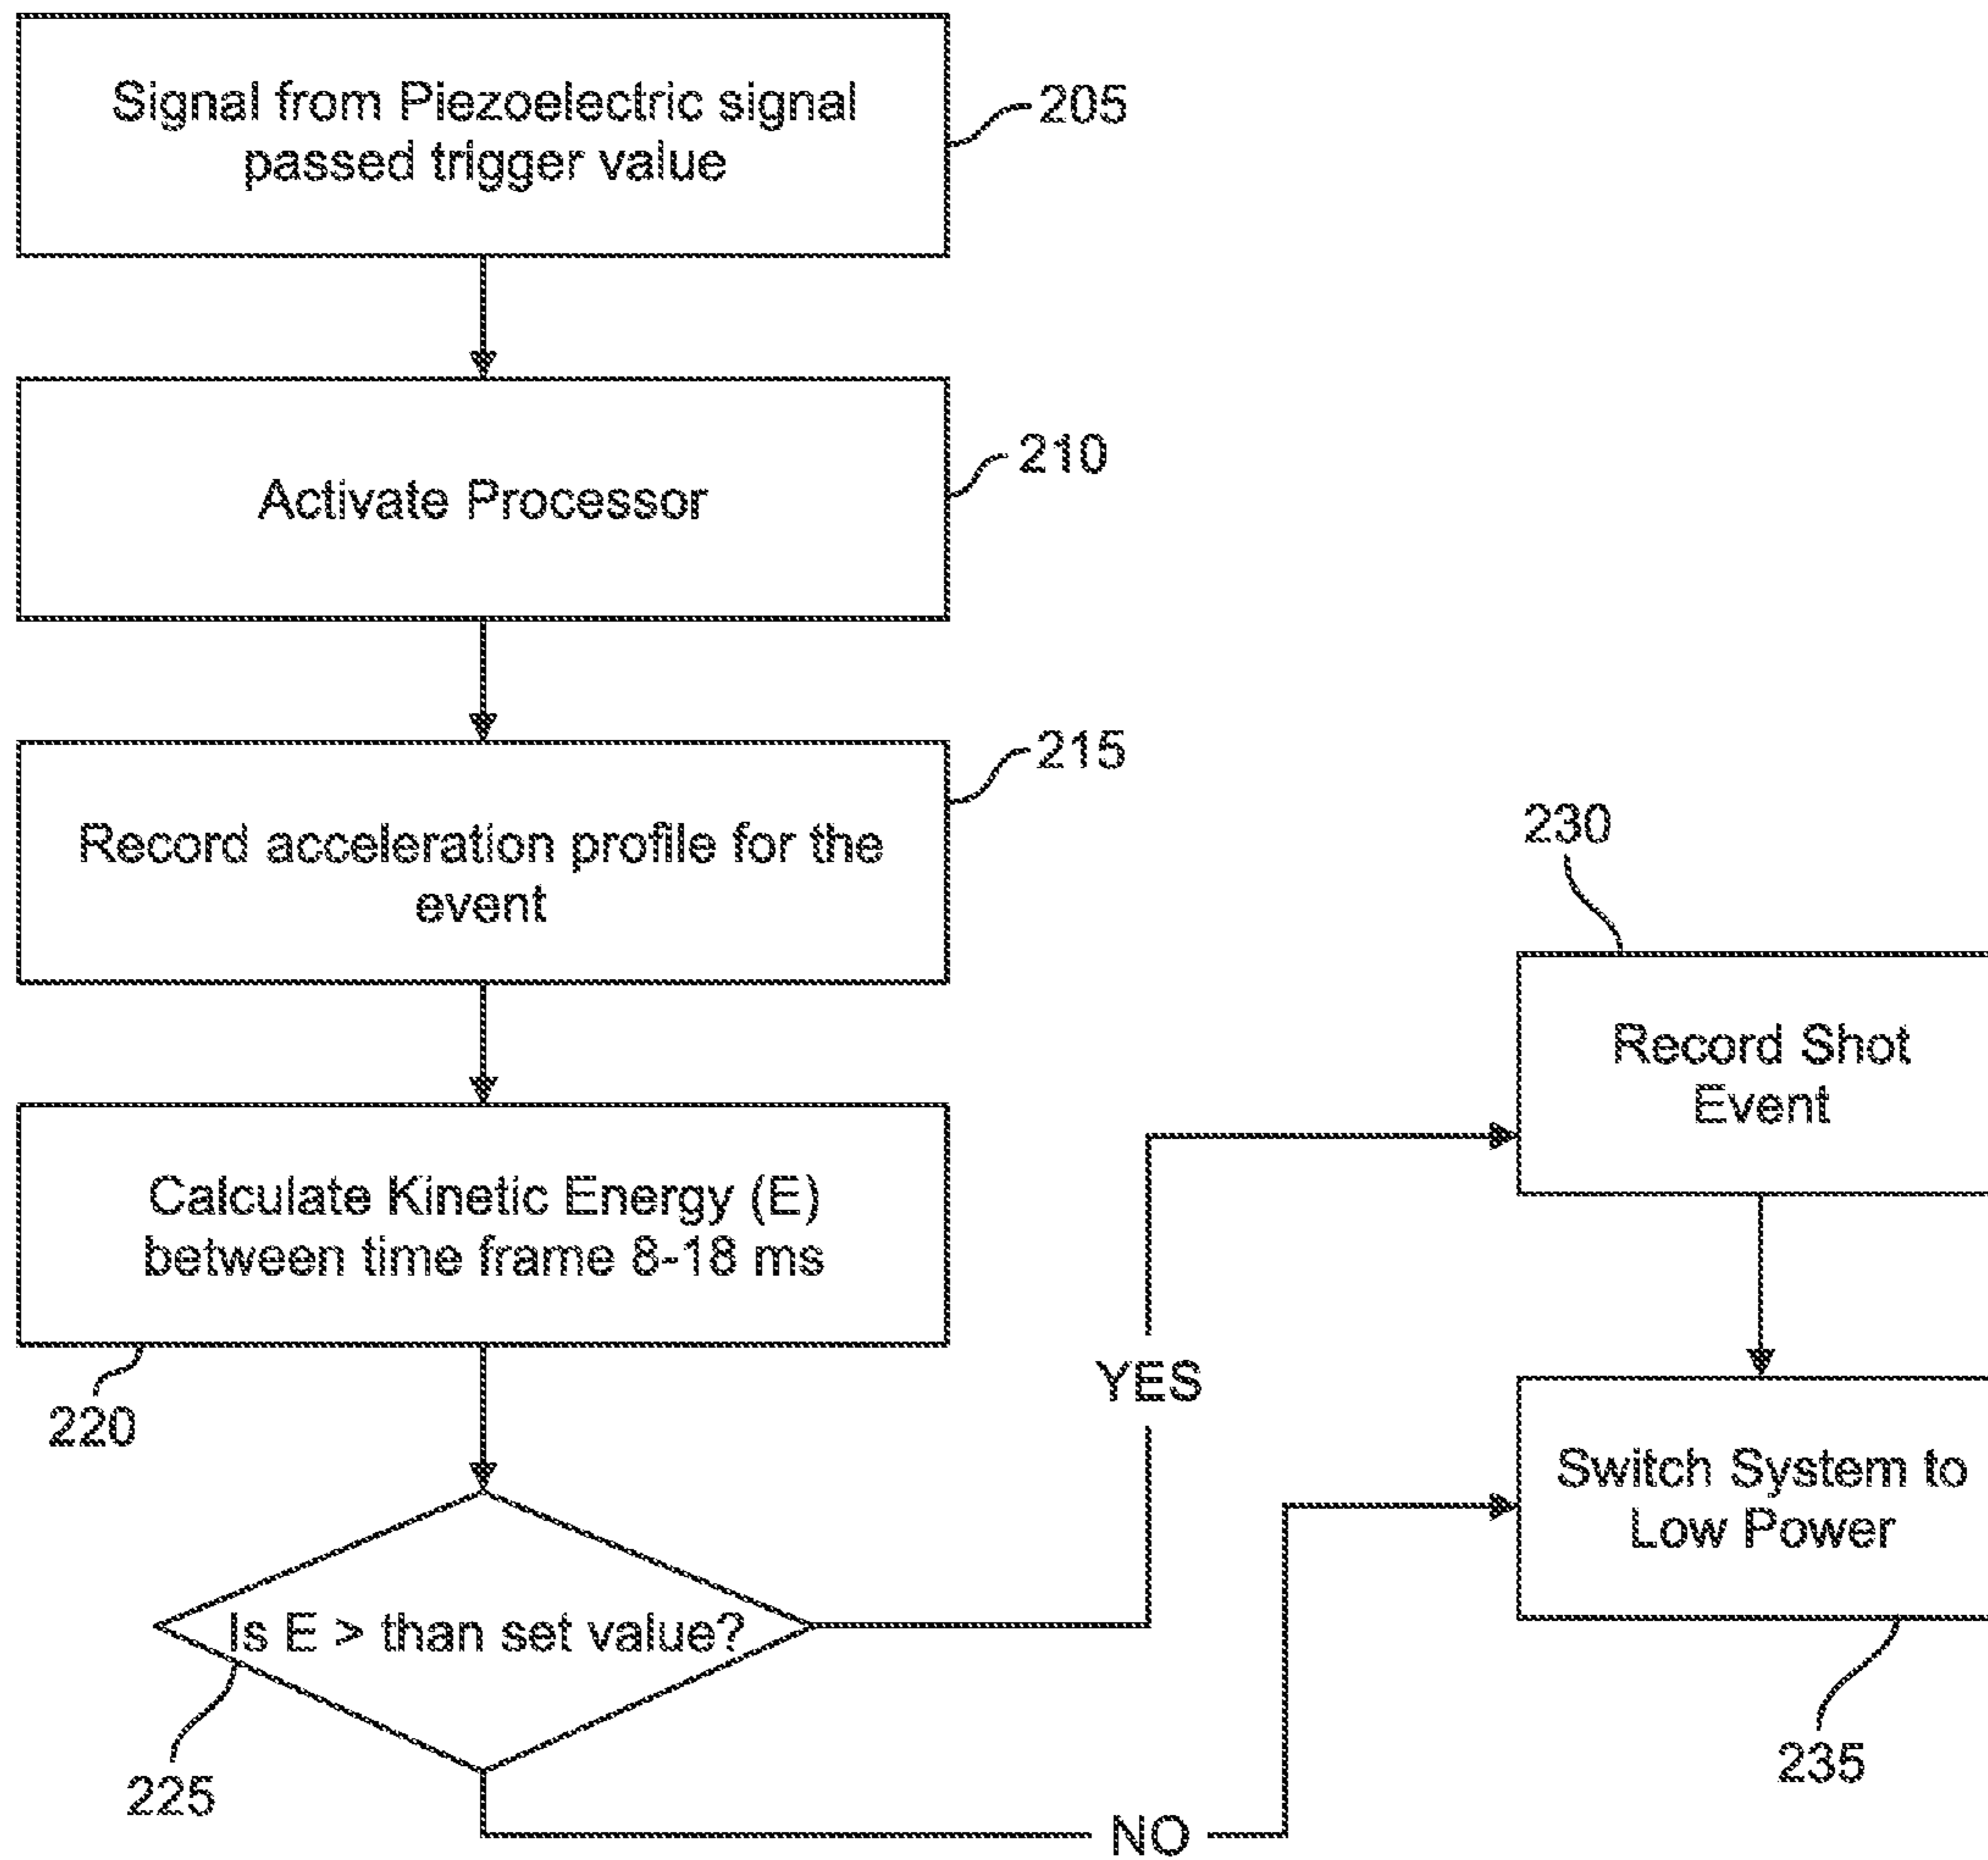 Signal from Piezoelectric signal
passed trigger value
205
Activate Processor
210
215
Record acceleration profile for the
event
230
Record Shot
Event
Calculate Kinetic Energy (E)
between time frame 8-18 ms
220
YES
Switch System to
Low Power
Is E > than set value?
225
235
NO